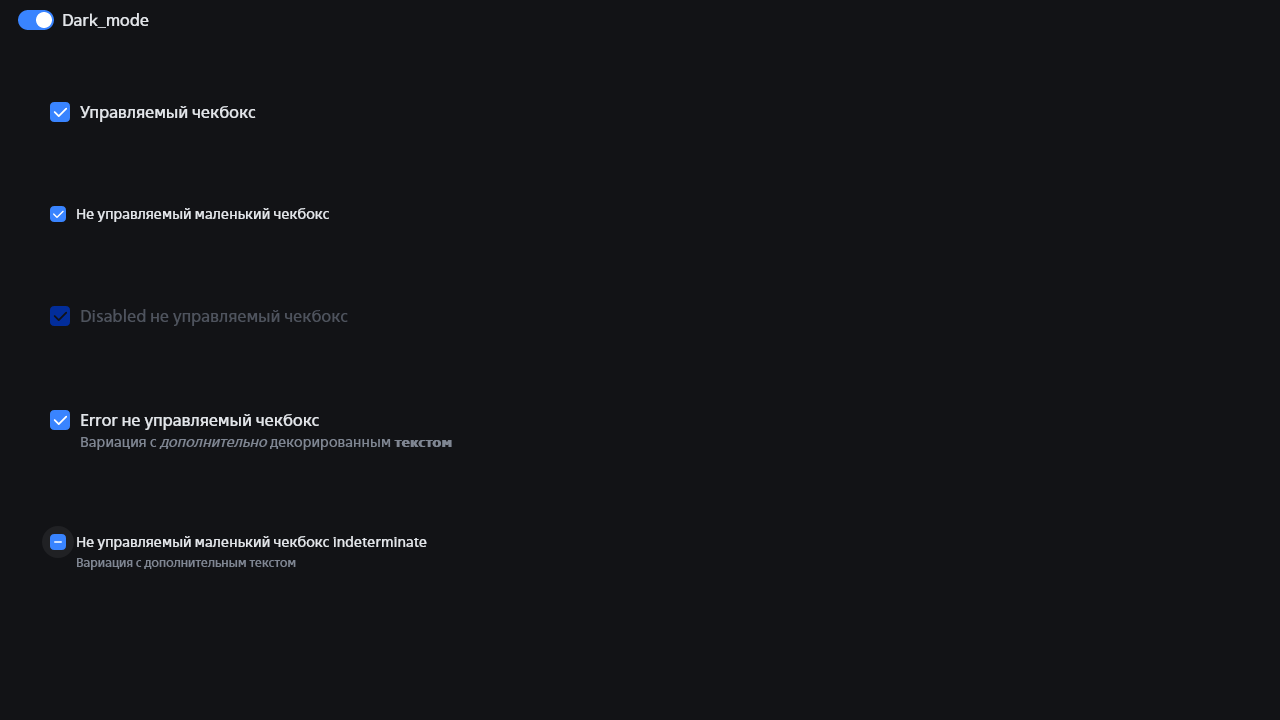 Dark_mode
Управляемый чекбокс
Не управляемый маленький чекбокс
Disabled не управляемый чекбокс
Error не управляемый чекбокс
Вариация с дополнительно декорированным текстом
Не управляемый маленький чекбокс indeterminate
Вариация с дополнительным текстом